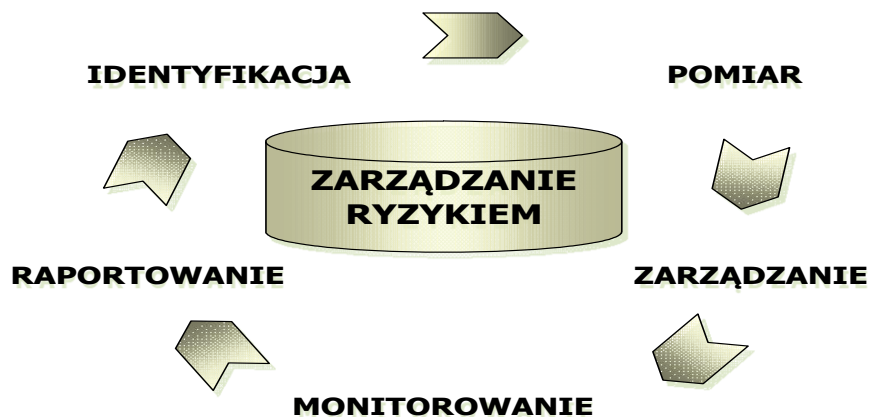 IDENTYFIKACJA
POMIAR
ZARZĄDZANIE
RYZYKIEM
RAPORTOWANIE
ZARZĄDZANIE
MONITOROWANIE